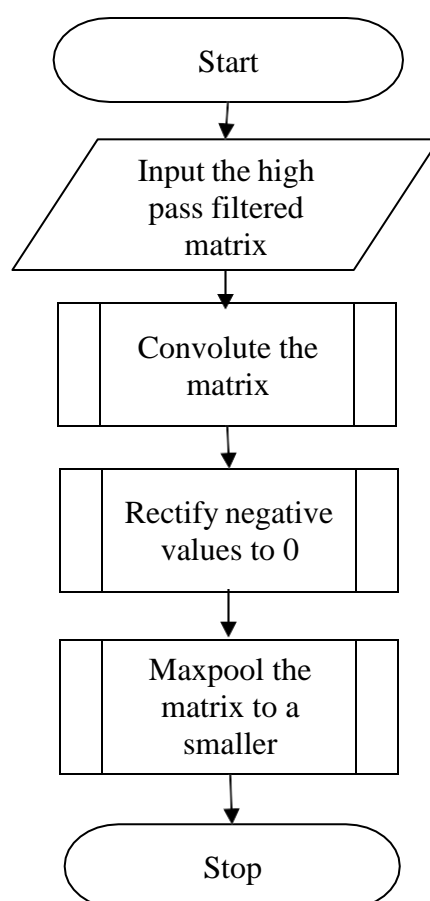 Start
Input the high
pass filtered
matrix
Convolute the
matrix
Rectify negative
values to 0
Maxpool the
matrix to a
smaller
Stop